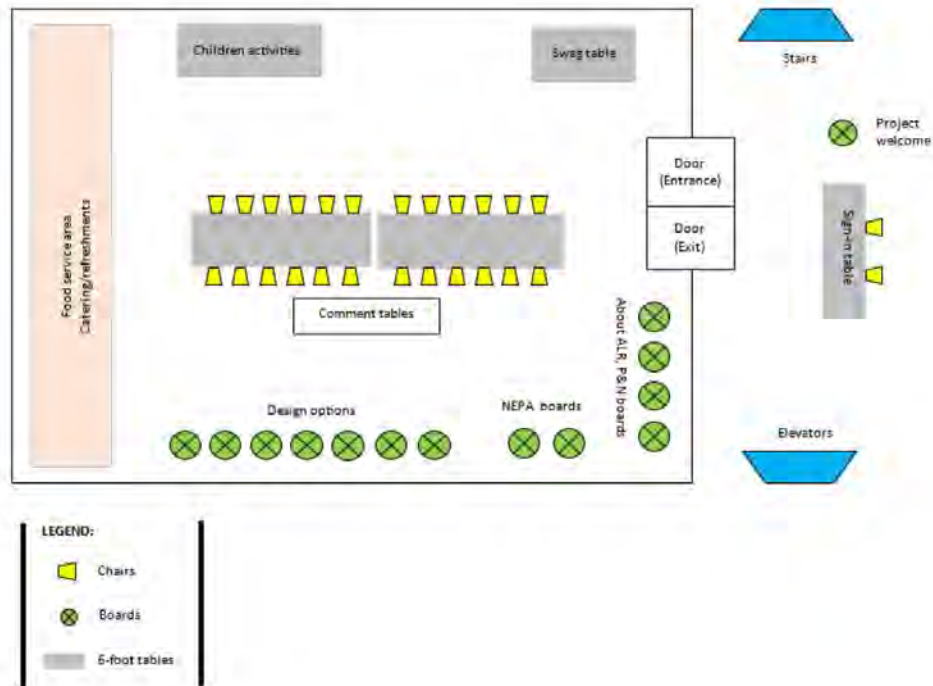 Children activities
Swag table
Stairs
Project
welcome
Door
(Entrance)
Door
(Exit)
Sign-in table
Food service area
Catering/refreshments
Comment tables
About ALR, P&N boards
Design options
NEPA boards
Elevators
LEGEND:
Chairs
Boards
6-foot tables